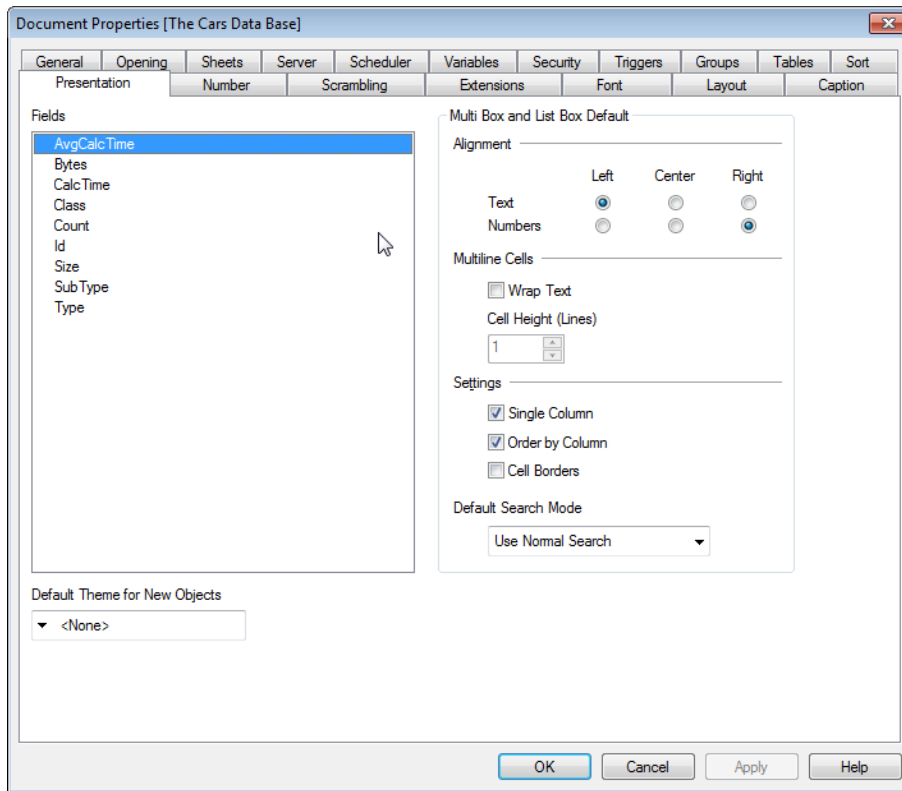 Document Properties [The Cars Data Base]
General Opening Sheets Server Scheduler Variables Security Triggers Groups Tables Sort
Presentation Number Scrambling Extensions Font Layout Caption
Fields
AvgCalcTime
Bytes
CalcTime
Class
Count
Id
Size
SubType
Type
Multi Box and List Box Default
Alignment
Left Center Right
Text
Numbers
Multiline Cells
Wrap Text
Cell Height (Lines)
1
Settings
Single Column
Order by Column
Cell Borders
Default Search Mode
Use Normal Search
Default Theme for New Objects
<None>
OK Cancel Apply Help